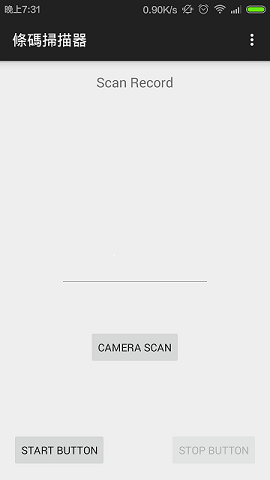 晚上7:31
0.90K/s
條碼掃描器
Scan Record
CAMERA SCAN
START BUTTON
STOP BUTTON